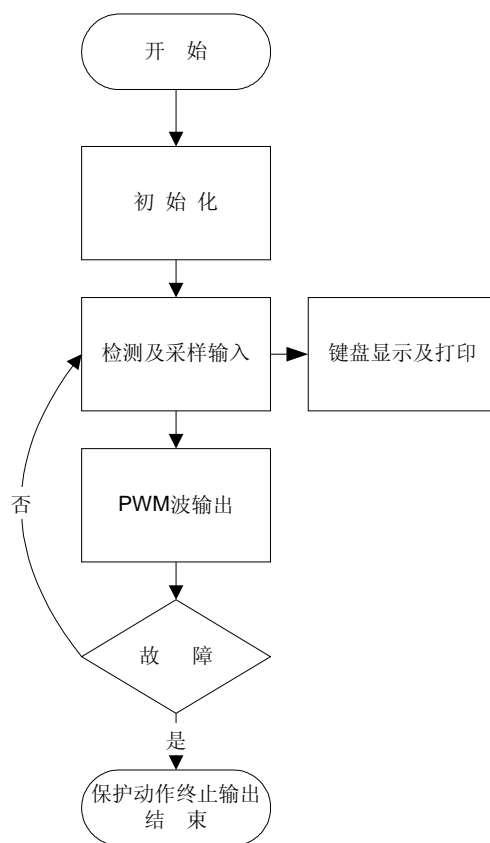 开 始
初 始 化
检测及采样输入
键盘显示及打印
PWM波输出
否
故 障
是
保护动作终止输出
结 束